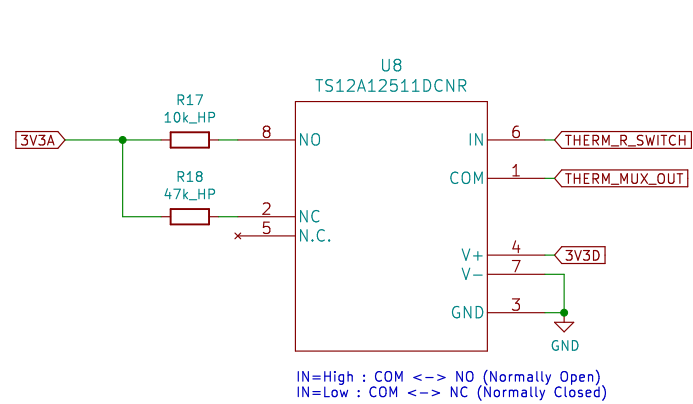 U8
TS12A12511DCNR
R17
10k_HP
3V3A
8
NO
IN
6
THERM_R_SWITCH
R18
47k_HP
COM
1
THERM_MUX_OUT
2
NC
5
N.C.
V+
4
3V3D
V-
7
GND
3
GND
IN=High : COM <-> NO (Normally Open)
IN=Low : COM <-> NC (Normally Closed)